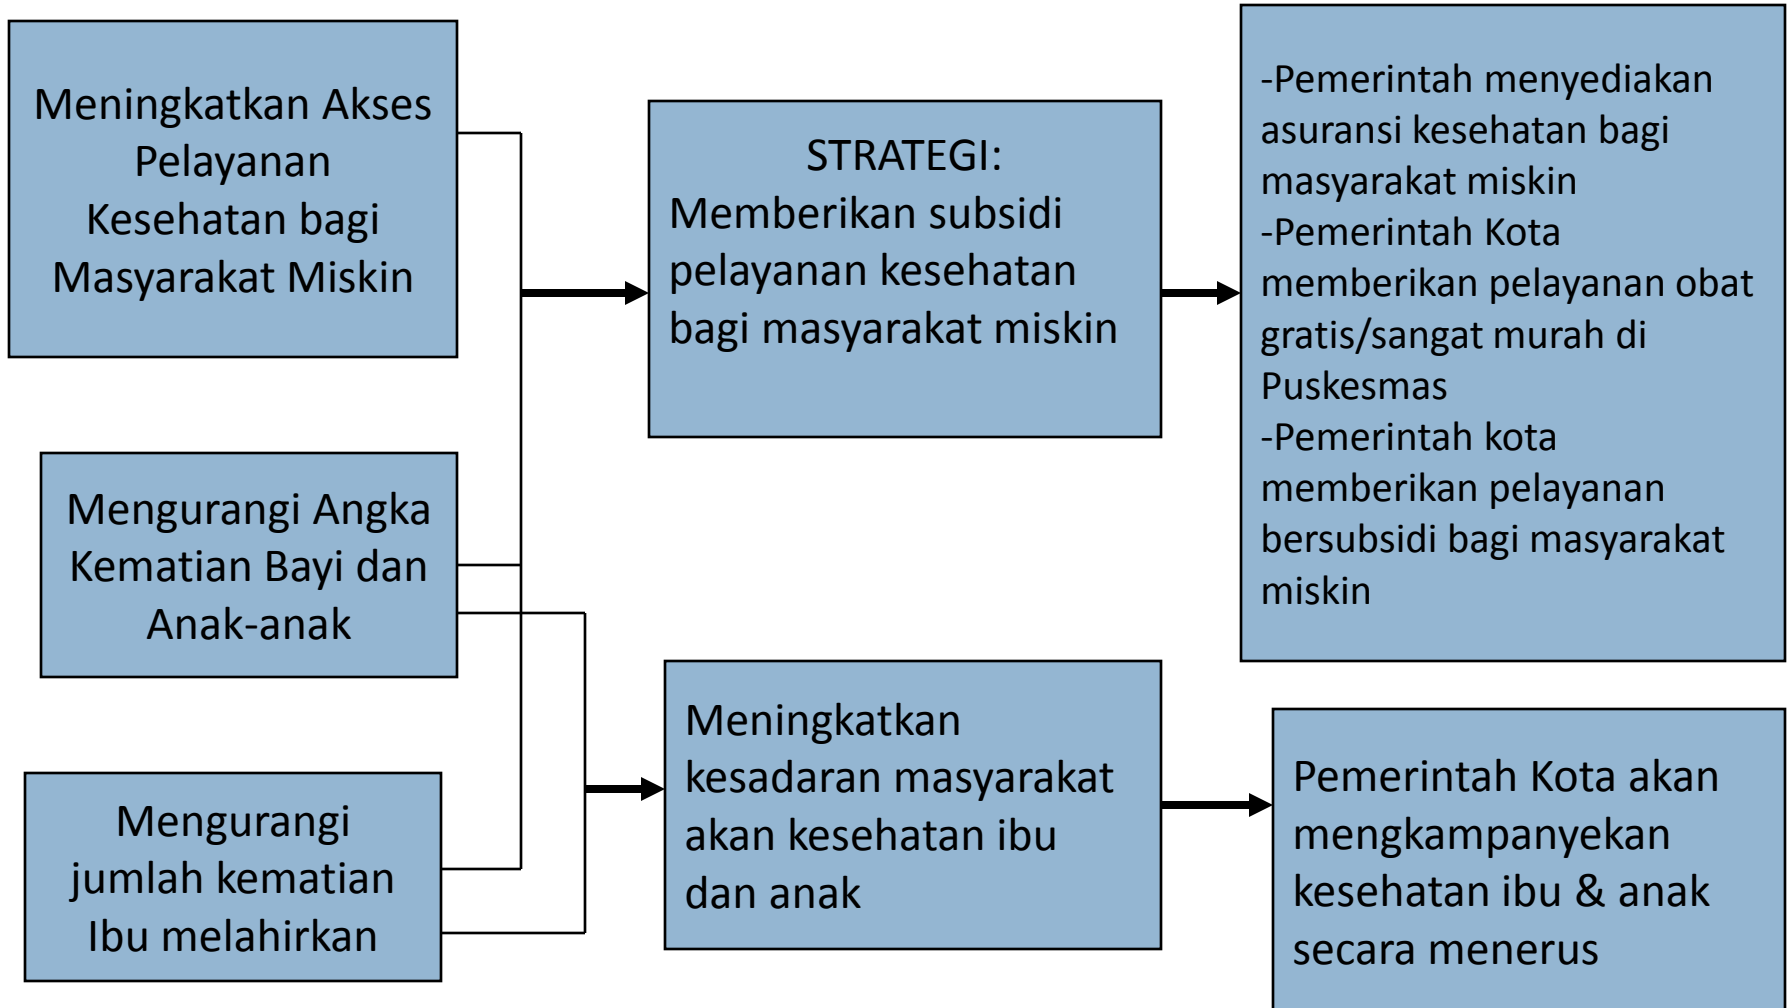 Meningkatkan Akses
Pelayanan
Kesehatan bagi
Masyarakat Miskin
STRATEGI:
Memberikan subsidi
pelayanan kesehatan
bagi masyarakat miskin
-Pemerintah menyediakan
asuransi kesehatan bagi
masyarakat miskin
-Pemerintah Kota
memberikan pelayanan obat
gratis/sangat murah di
Puskesmas
-Pemerintah kota
memberikan pelayanan
bersubsidi bagi masyarakat
miskin
Mengurangi Angka
Kematian Bayi dan
Anak-anak
Mengurangi
jumlah kematian
Ibu melahirkan
Meningkatkan
kesadaran masyarakat
akan kesehatan ibu
dan anak
Pemerintah Kota akan
mengkampanyekan
kesehatan ibu & anak
secara menerus